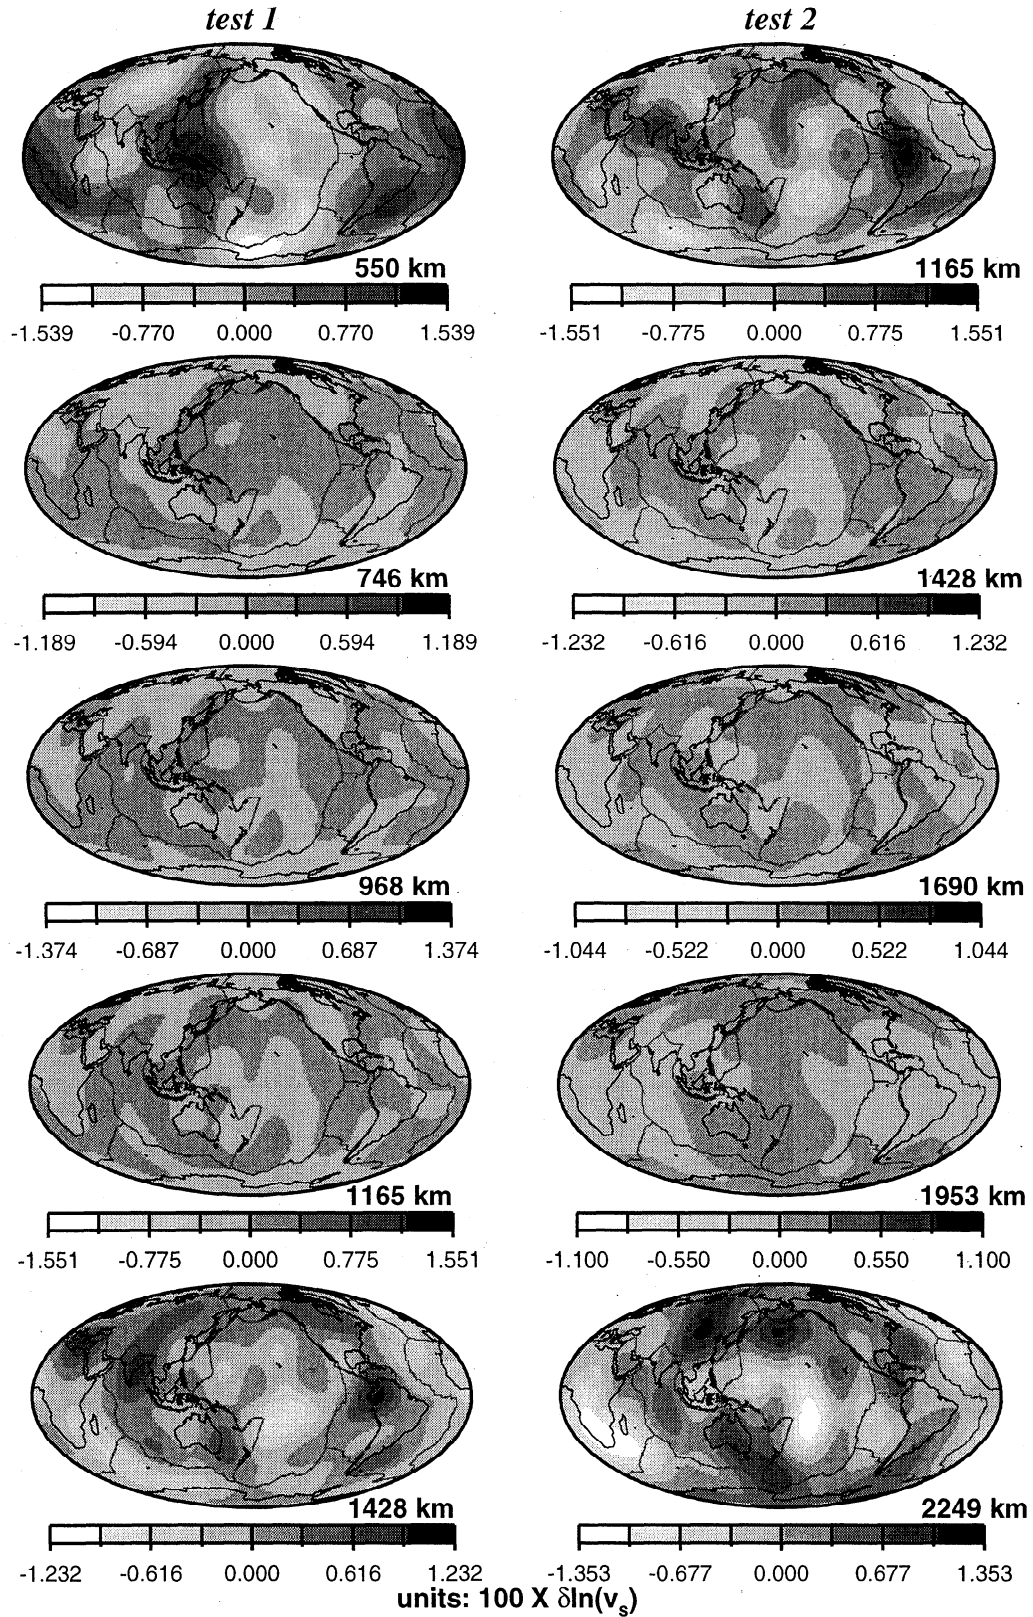 test 1
test 2
550 km
1165 km
-1.539 -0.770 0.000 0.770 1.539
-1.551 -0.775 0.000 0.775 1.551
746 km
1428 km
-1.189 -0.594 0.000 0.594 1.189
-1.232 -0.616 0.000 0.616 1.232
968 km
1690 km
-1.374 -0.687 0.000 0.687 1.374
-1.044 -0.522 0.000 0.522 1.044
1165 km
1953 km
-1.551 -0.775 0.000 0.775 1.551
-1.100 -0.550 0.000 0.550 1.100
1428 km
2249 km
-1.232 -0.616 0.000 0.616 1.232
-1.353 -0.677 0.000 0.677 1.353
units: 100 X δln(vₛ)